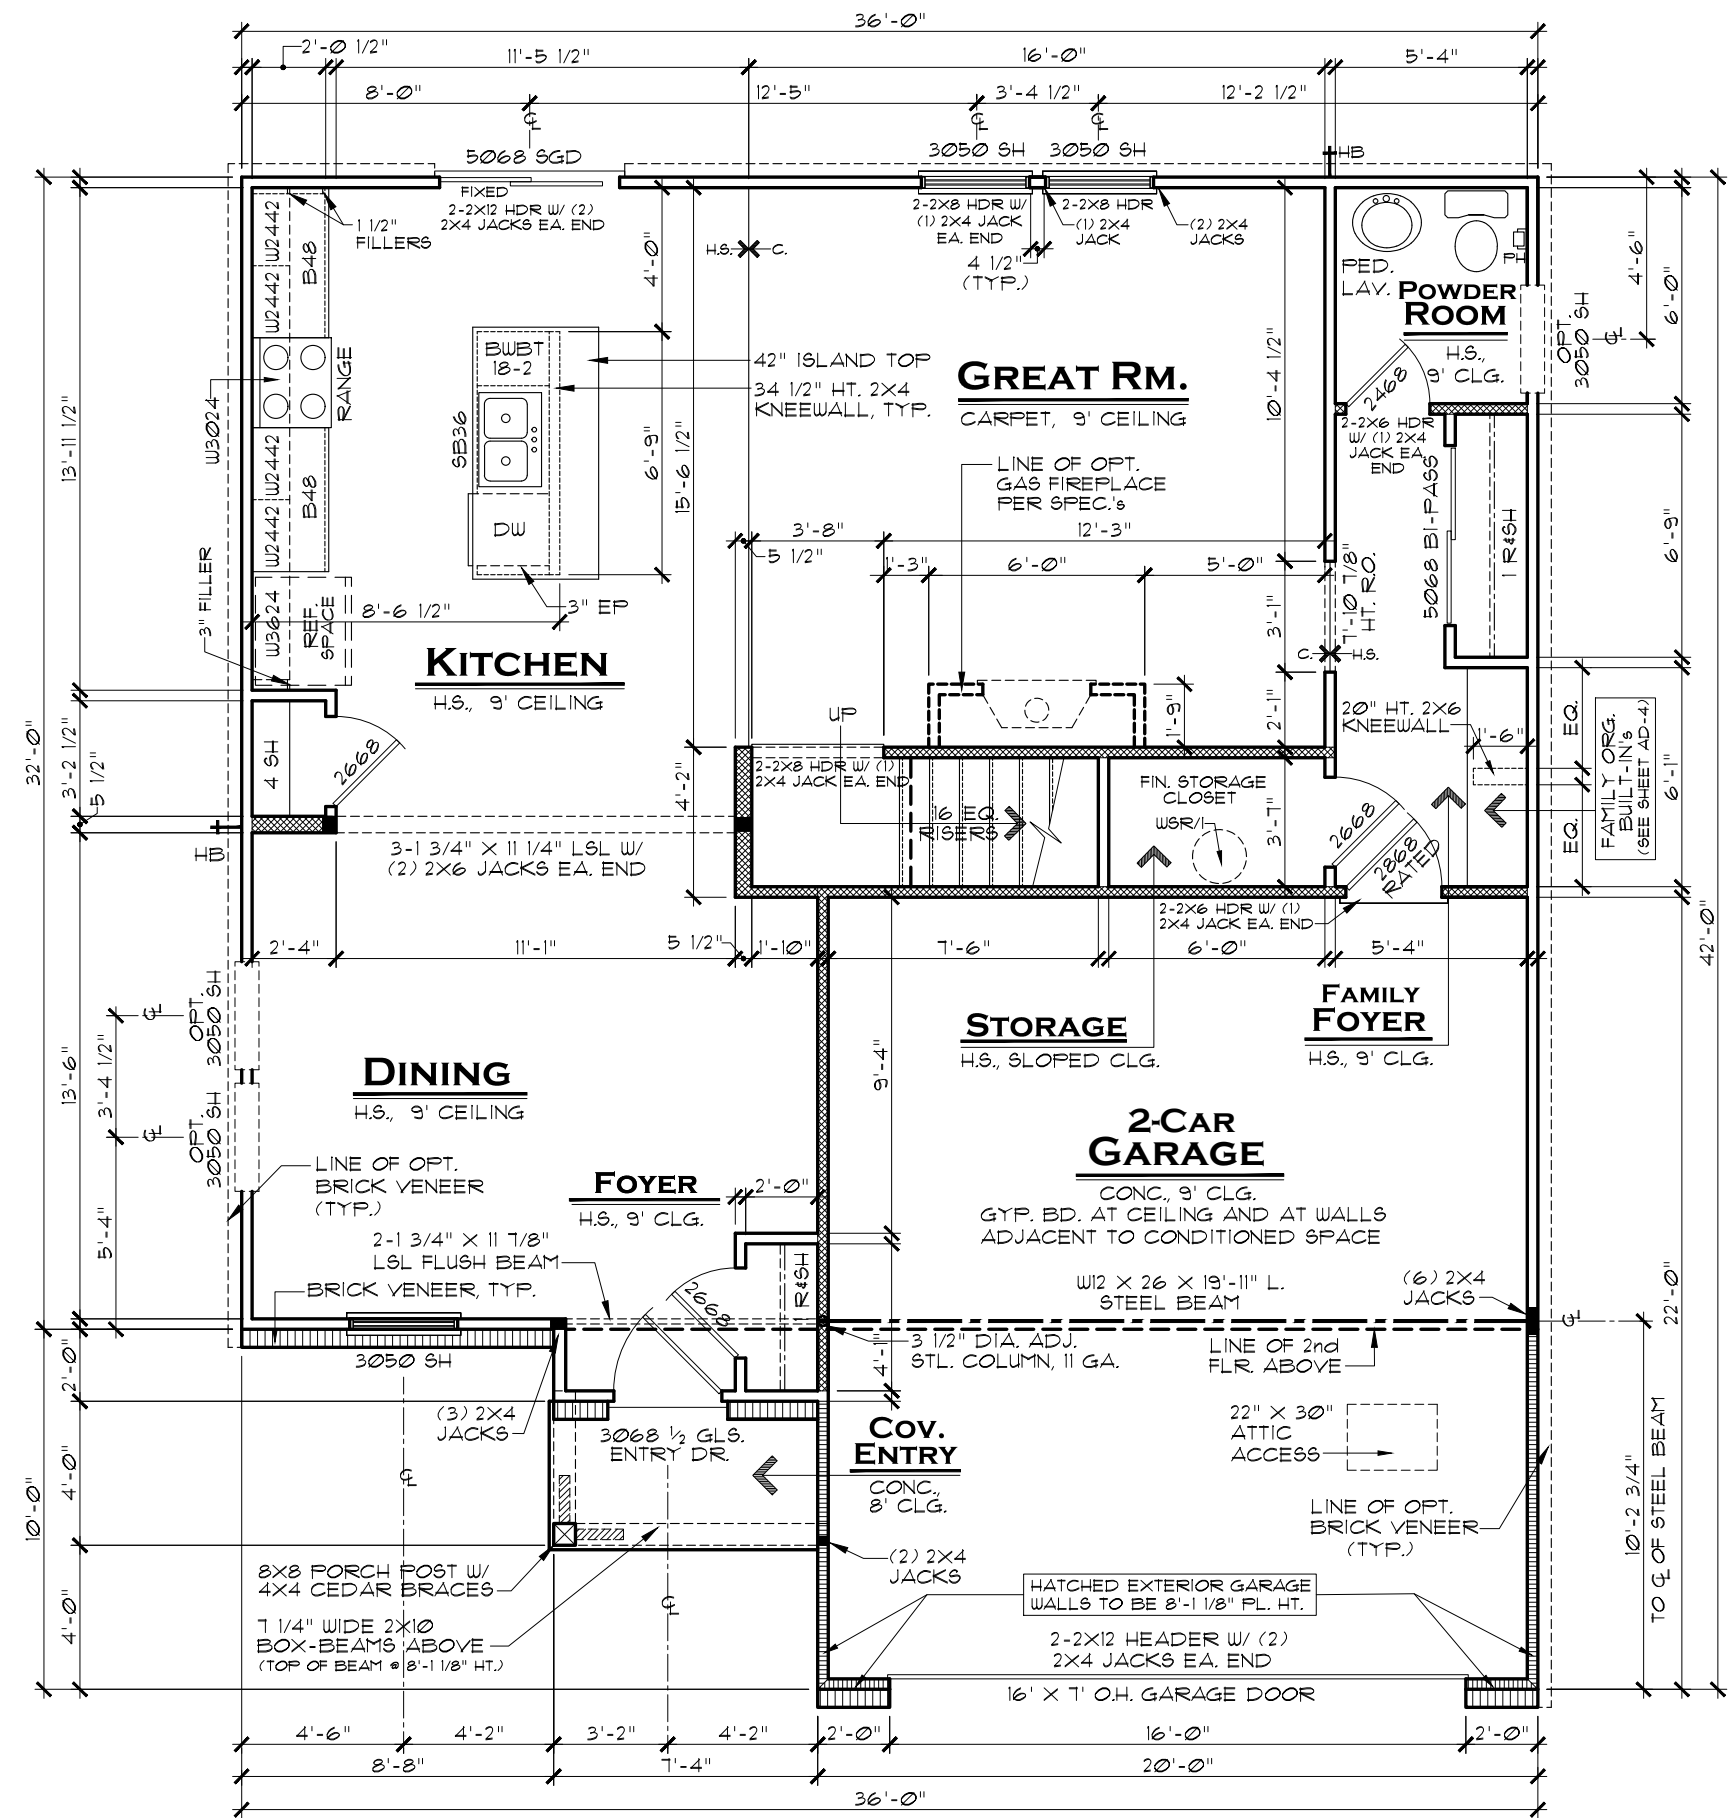 36'-0"
2'-0 1/2"
11'-5 1/2"
16'-0"
5'-4"
8'-0"
12'-5"
3'-4 1/2"
12'-2 1/2"
℄
℄
℄
5068 SGD
3050 SH
3050 SH
HB
FIXED
2-2X12 HDR W/ (2)
2X4 JACKS EA. END
2-2X8 HDR W/
(1) 2X4 JACK
EA. END
2-2X8 HDR
(1) 2X4
JACK
(2) 2X4
JACKS
4 1/2"
(TYP.)
1 1/2"
FILLERS
W2442
W2442
B48
H.S.
C.
4'-0"
PED.
LAV.
PH
POWDER
ROOM
H.S.,
9' CLG.
OPT.
3050 SH
℄
4'-6"
6'-0"
W3024
RANGE
BWBT
18-2
42" ISLAND TOP
34 1/2" HT. 2X4
KNEEWALL, TYP.
GREAT RM.
CARPET, 9' CEILING
10'-4 1/2"
2468
2-2X6 HDR
W/ (1) 2X4
JACK EA.
END
13'-11 1/2"
W2442
W2442
B48
SB36
DW
6'-9"
15'-6 1/2"
LINE OF OPT.
GAS FIREPLACE
PER SPEC.'s
5068 BI-PASS
1 R&SH
6'-9"
3'-8"
12'-3"
5 1/2"
1'-3"
6'-0"
5'-0"
3'-1"
7'-10 7/8"
HT. R.O.
3" FILLER
W3624
REF.
SPACE
8'-6 1/2"
3" EP
KITCHEN
H.S., 9' CEILING
C.
H.S.
32'-0"
3'-2 1/2"
5 1/2"
4 SH
2668
UP
1'-9"
2'-1"
20" HT. 2X6
KNEEWALL
1'-6"
EQ.
EQ.
FAMILY ORG.
BUILT-IN's
(SEE SHEET AD-4)
6'-1"
4'-2"
2-2X8 HDR W/ (1)
2X4 JACK EA. END
16 EQ.
RISERS
FIN. STORAGE
CLOSET
WSR/1
3'-7"
2668
2868
RATED
HB
3-1 3/4" X 11 1/4" LSL W/
(2) 2X6 JACKS EA. END
2-2X6 HDR W/ (1)
2X4 JACK EA. END
2'-4"
11'-1"
5 1/2"
1'-10"
7'-6"
6'-0"
5'-4"
42'-0"
℄
OPT.
3050 SH
3'-4 1/2"
13'-6"
℄
OPT.
3050 SH
5'-4"
9'-4"
STORAGE
H.S., SLOPED CLG.
FAMILY
FOYER
H.S., 9' CLG.
DINING
H.S., 9' CEILING
2-CAR
GARAGE
CONC., 9' CLG.
GYP. BD. AT CEILING AND AT WALLS
ADJACENT TO CONDITIONED SPACE
LINE OF OPT.
BRICK VENEER
(TYP.)
FOYER
H.S., 9' CLG.
2'-0"
2-1 3/4" X 11 7/8"
LSL FLUSH BEAM
BRICK VENEER, TYP.
R&SH
2668
W12 X 26 X 19'-11" L.
STEEL BEAM
(6) 2X4
JACKS
℄
22'-0"
3 1/2" DIA. ADJ.
STL. COLUMN, 11 GA.
LINE OF 2nd
FLR. ABOVE
4'-1"
3050 SH
2'-0"
(3) 2X4
JACKS
3068 ½ GLS.
ENTRY DR.
COV.
ENTRY
CONC.,
8' CLG.
22" X 30"
ATTIC
ACCESS
℄
4'-0"
10'-0"
LINE OF OPT.
BRICK VENEER
(TYP.)
10'-2 3/4"
TO ℄ OF STEEL BEAM
8X8 PORCH POST W/
4X4 CEDAR BRACES
(2) 2X4
JACKS
HATCHED EXTERIOR GARAGE
WALLS TO BE 8'-1 1/8" PL. HT.
4'-0"
7 1/4" WIDE 2X10
BOX-BEAMS ABOVE
(TOP OF BEAM @ 8'-1 1/8" HT.)
℄
2-2X12 HEADER W/ (2)
2X4 JACKS EA. END
16' X 7' O.H. GARAGE DOOR
4'-6"
4'-2"
3'-2"
4'-2"
2'-0"
16'-0"
2'-0"
8'-8"
7'-4"
20'-0"
36'-0"